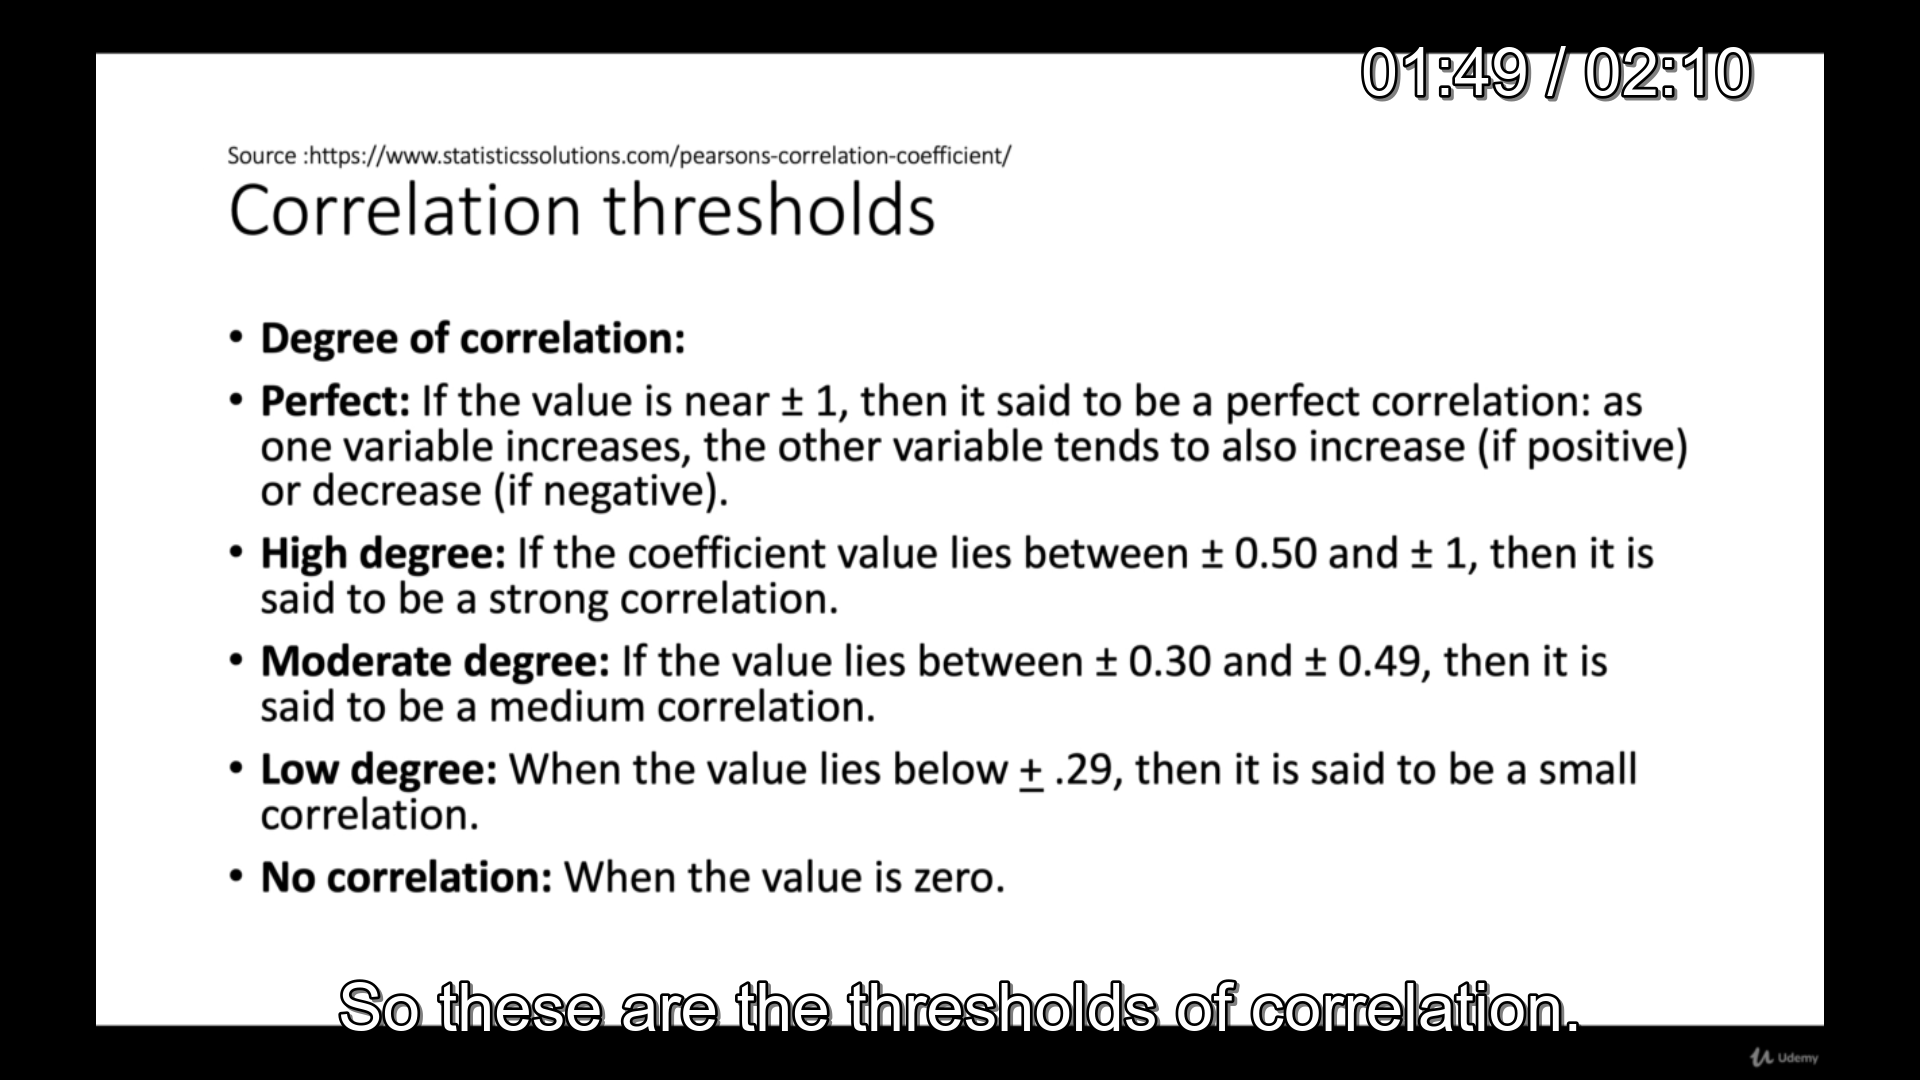 01:49 / 02:10
Source :https://www.statisticssolutions.com/pearsons-correlation-coefficient/
Correlation thresholds
• Degree of correlation:
• Perfect: If the value is near ± 1, then it said to be a perfect correlation: as
one variable increases, the other variable tends to also increase (if positive)
or decrease (if negative).
• High degree: If the coefficient value lies between ± 0.50 and ± 1, then it is
said to be a strong correlation.
• Moderate degree: If the value lies between ± 0.30 and ± 0.49, then it is
said to be a medium correlation.
• Low degree: When the value lies below + .29, then it is said to be a small
correlation.
• No correlation: When the value is zero.
So these are the thresholds of correlation.
Udemy